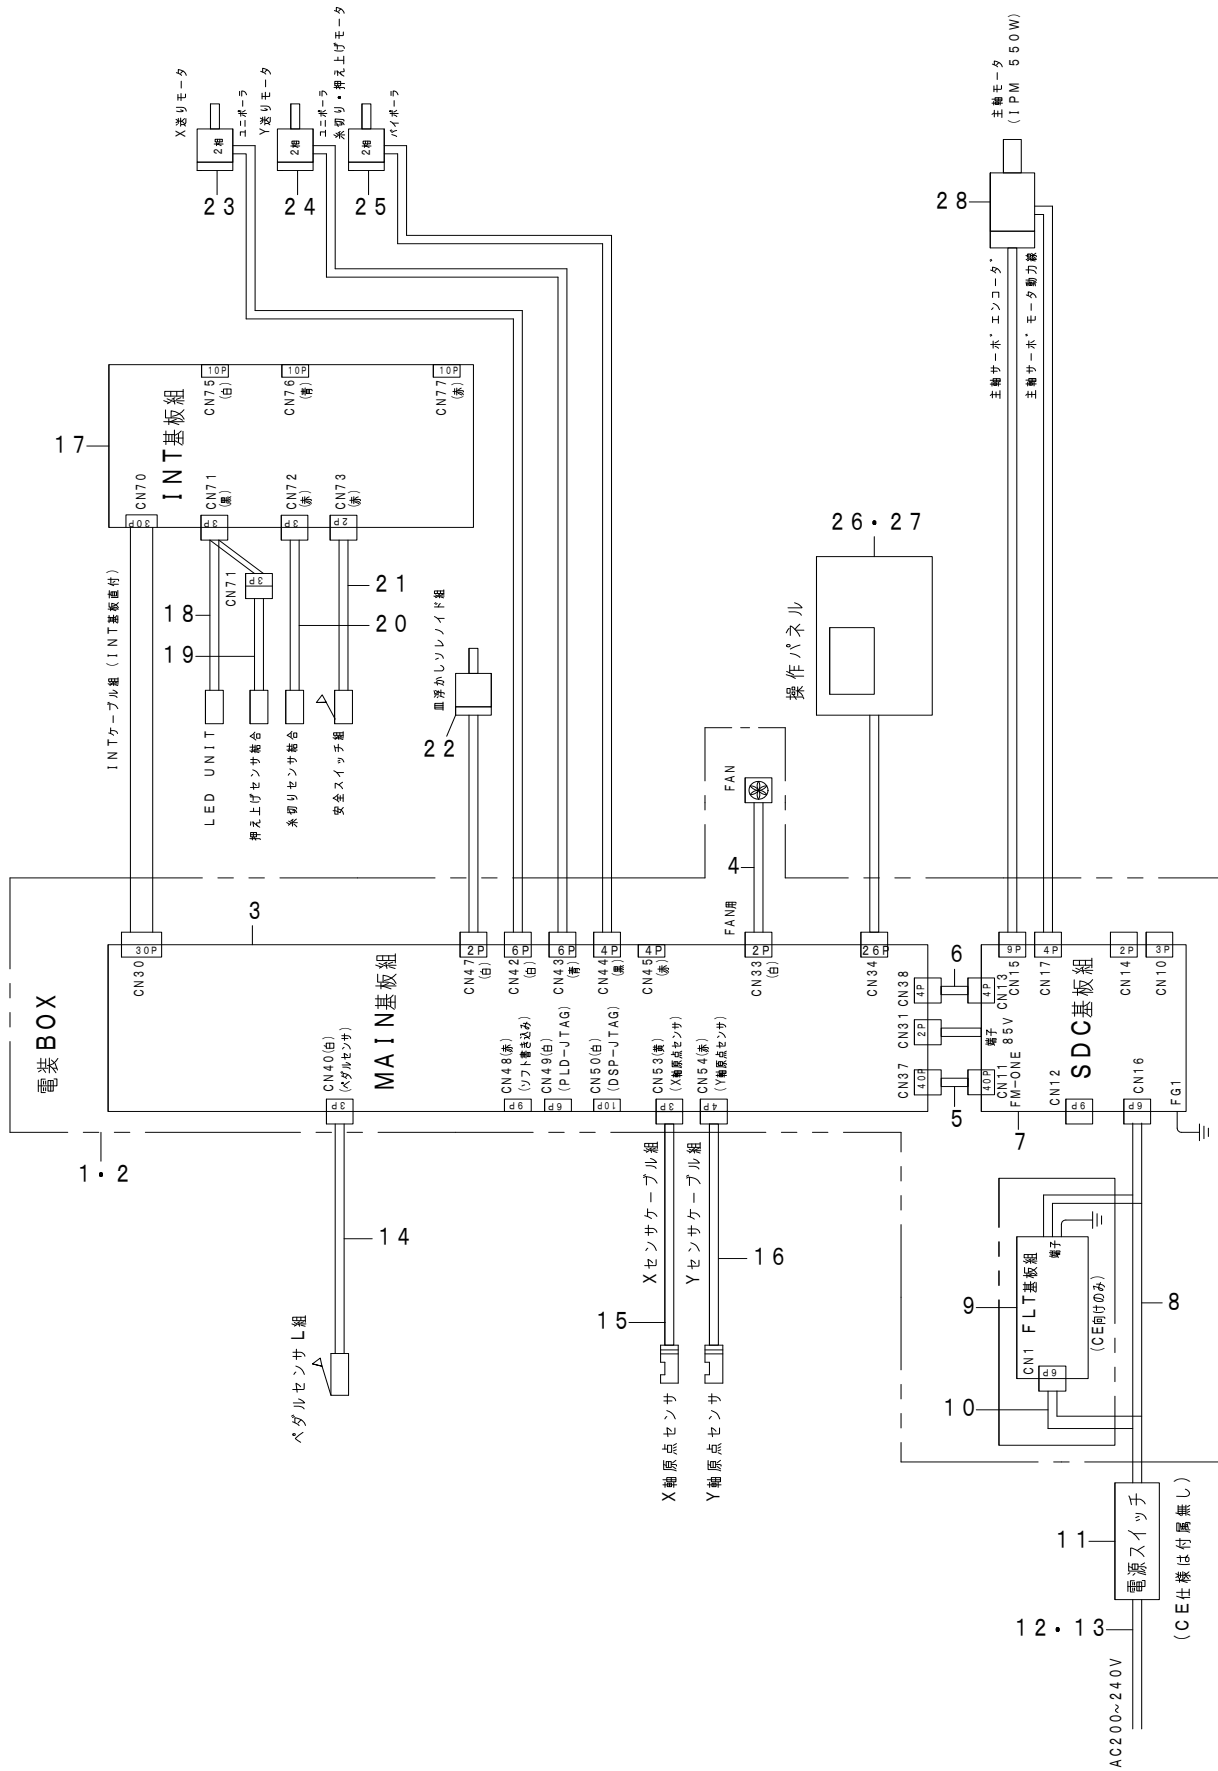 X送りモータ
2相
ユニポーラ
23
Y送りモータ
2相
ユニポーラ
24
糸切り・押え上げモータ
2相
バイポーラ
25
主軸モータ
(IPM 550W)
28
主軸サーボエンコーダ
主軸サーボモータ動力線
17
INT基板組
10P
CN75
(白)
10P
CN76
(青)
10P
CN77
(赤)
30P
CN70
3P
CN71
(黒)
3P
CN72
(赤)
2P
CN73
(赤)
INTケーブル組(INT基板直付)
CN71
3P
18
19
20
21
LED UNIT
押え上げセンサ結合
糸切りセンサ結合
安全スイッチ組
皿浮かしソレノイド組
22
26・27
操作パネル
FAN
4
FAN用
電装BOX
1・2
3
MAIN基板組
30P
CN30
2P
CN47
(白)
6P
CN42
(白)
6P
CN43
(青)
4P
CN44
(黒)
4P
CN45
(赤)
2P
CN33
(白)
26P
CN34
3P
CN40(白)
(ペダルセンサ)
9P
CN48(赤)
(ソフト書き込み)
6P
CN49(白)
(PLD-JTAG)
10P
CN50(白)
(DSP-JTAG)
3P
CN53(黄)
(X軸原点センサ)
4P
CN54(赤)
(Y軸原点センサ)
CN38
4P
CN31
2P
CN37
40P
6
5
7
SDC基板組
9P
CN15
4P
CN17
2P
CN14
3P
CN10
4P
CN13
端子
85V
40P
CN11
FM-ONE
CN12
9P
CN16
6P
FG1
14
ペダルセンサL組
Xセンサケーブル組
Yセンサケーブル組
15
16
X軸原点センサ
Y軸原点センサ
9
CN1
FLT基板組
端子
(CE向けのみ)
6P
10
8
11
電源スイッチ
(CE仕様は付属無し)
12・13
AC200~240V